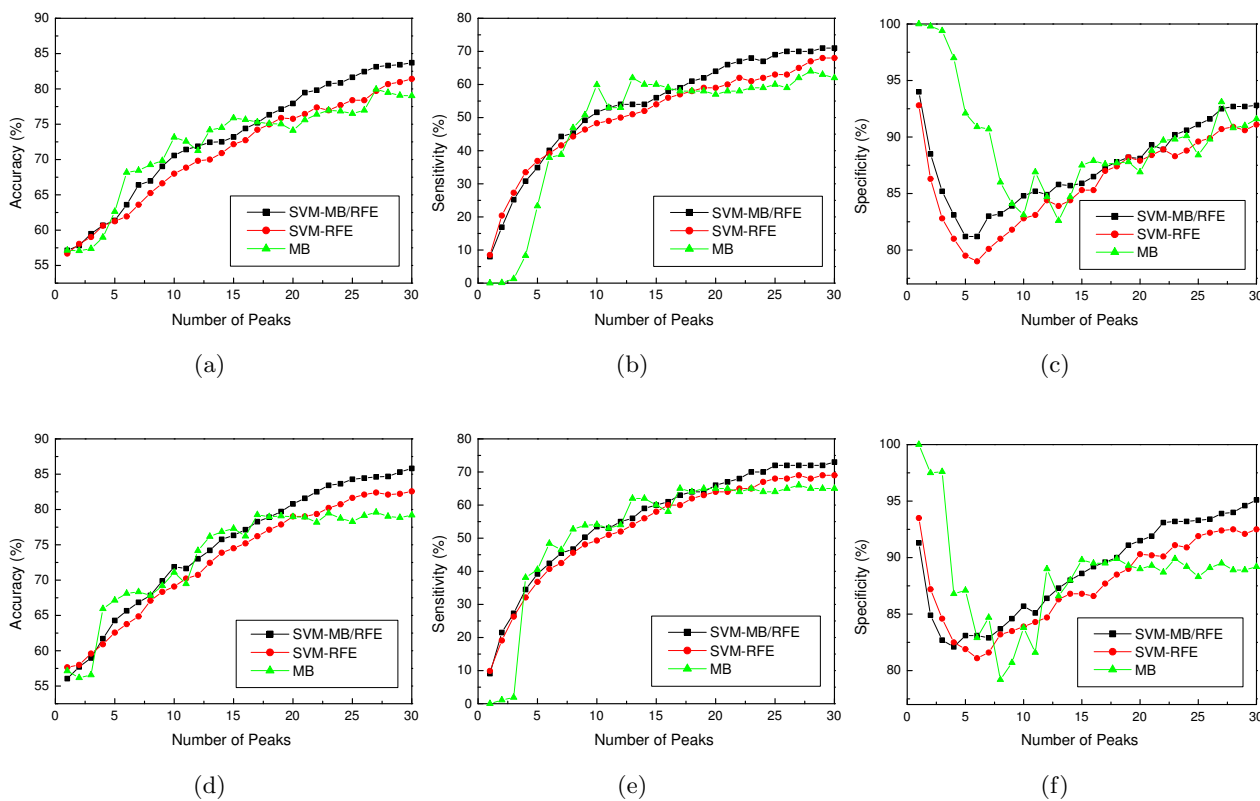 90
85
80
75
70
65
60
55
Accuracy (%)
SVM-MB/RFE
SVM-RFE
MB
0 5 10 15 20 25 30
Number of Peaks
(a)
80
70
60
50
40
30
20
10
0
Sensitivity (%)
SVM-MB/RFE
SVM-RFE
MB
0 5 10 15 20 25 30
Number of Peaks
(b)
100
95
90
85
80
Specificity (%)
SVM-MB/RFE
SVM-RFE
MB
0 5 10 15 20 25 30
Number of Peaks
(c)
90
85
80
75
70
65
60
55
Accuracy (%)
SVM-MB/RFE
SVM-RFE
MB
0 5 10 15 20 25 30
Number of Peaks
(d)
80
70
60
50
40
30
20
10
0
Sensitivity (%)
SVM-MB/RFE
SVM-RFE
MB
0 5 10 15 20 25 30
Number of Peaks
(e)
100
95
90
85
80
Specificity (%)
SVM-MB/RFE
SVM-RFE
MB
0 5 10 15 20 25 30
Number of Peaks
(f)